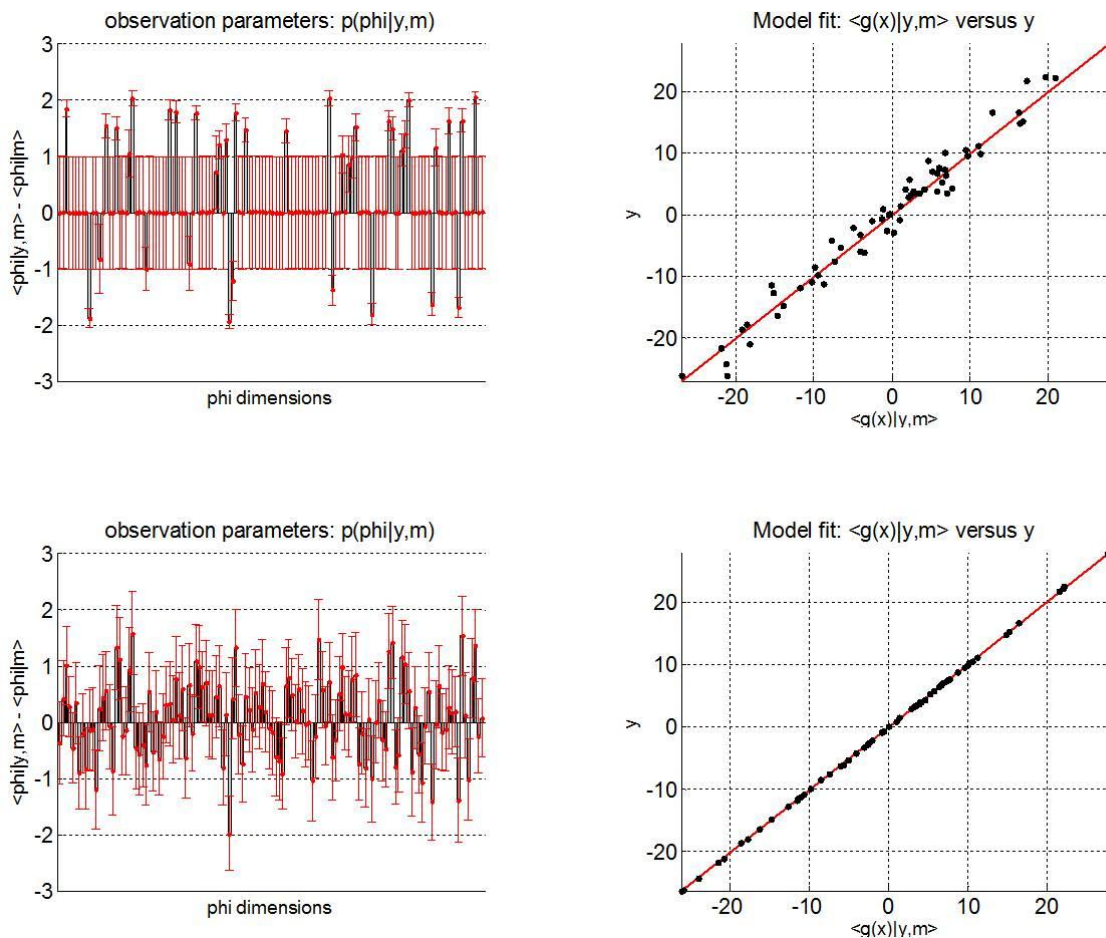 observation parameters: p(phi|y,m)
3
2
1
0
-1
-2
-3
<phi|y,m> - <phi|m>
phi dimensions
Model fit: <g(x)|y,m> versus y
20
10
0
-10
-20
y
-20 -10 0 10 20
<g(x)|y,m>
observation parameters: p(phi|y,m)
3
2
1
0
-1
-2
-3
<phi|y,m> - <phi|m>
phi dimensions
Model fit: <g(x)|y,m> versus y
20
10
0
-10
-20
y
-20 -10 0 10 20
<g(x)|y,m>